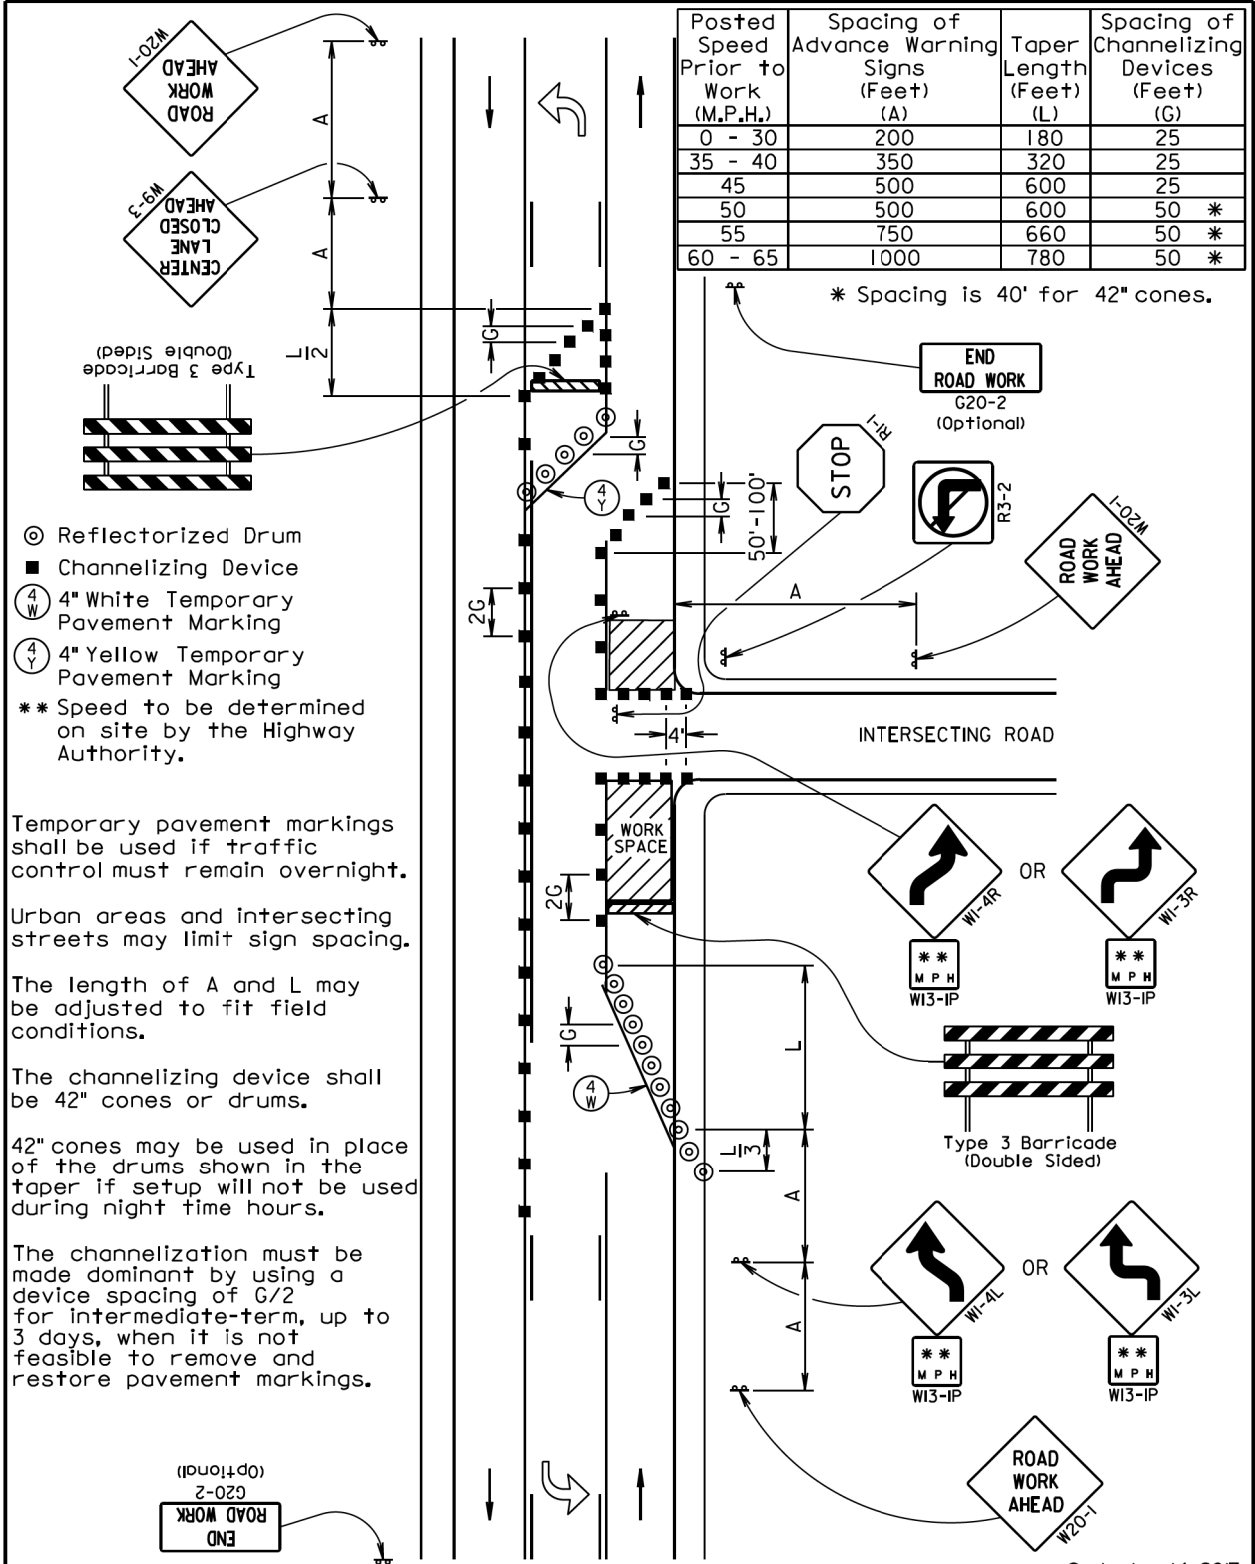 Posted Speed Prior to Work (M.P.H.)
Spacing of Advance Warning Signs (Feet) (A)
Taper Length (Feet) (L)
Spacing of Channelizing Devices (Feet) (G)
0 - 30 200 180 25
35 - 40 350 320 25
45 500 600 25
50 500 600 50 *
55 750 660 50 *
60 - 65 1000 780 50 *
* Spacing is 40' for 42" cones.
W20-1
ROAD
WORK
AHEAD
A
W9-3
CENTER
LANE
CLOSED
AHEAD
A
L
2
G
Type 3 Barricade
(Double Sided)
END
ROAD WORK
G20-2
(Optional)
STOP
R1-1
R3-2
W20-1
ROAD
WORK
AHEAD
G
4
Y
G
50'-100'
A
2G
Reflectorized Drum
Channelizing Device
4
W
4" White Temporary
Pavement Marking
4
Y
4" Yellow Temporary
Pavement Marking
** Speed to be determined
on site by the Highway
Authority.
4'
INTERSECTING ROAD
Temporary pavement markings
shall be used if traffic
control must remain overnight.
Urban areas and intersecting
streets may limit sign spacing.
The length of A and L may
be adjusted to fit field
conditions.
The channelizing device shall
be 42" cones or drums.
42" cones may be used in place
of the drums shown in the
taper if setup will not be used
during night time hours.
The channelization must be
made dominant by using a
device spacing of G/2
for intermediate-term, up to
3 days, when it is not
feasible to remove and
restore pavement markings.
WORK
SPACE
2G
G
4
W
L
L
3
A
A
W1-4R
OR
W1-3R
**
MPH
W13-1P
**
MPH
W13-1P
Type 3 Barricade
(Double Sided)
W1-4L
OR
W1-3L
**
MPH
W13-1P
**
MPH
W13-1P
ROAD
WORK
AHEAD
W20-1
G20-2
(Optional)
END
ROAD WORK